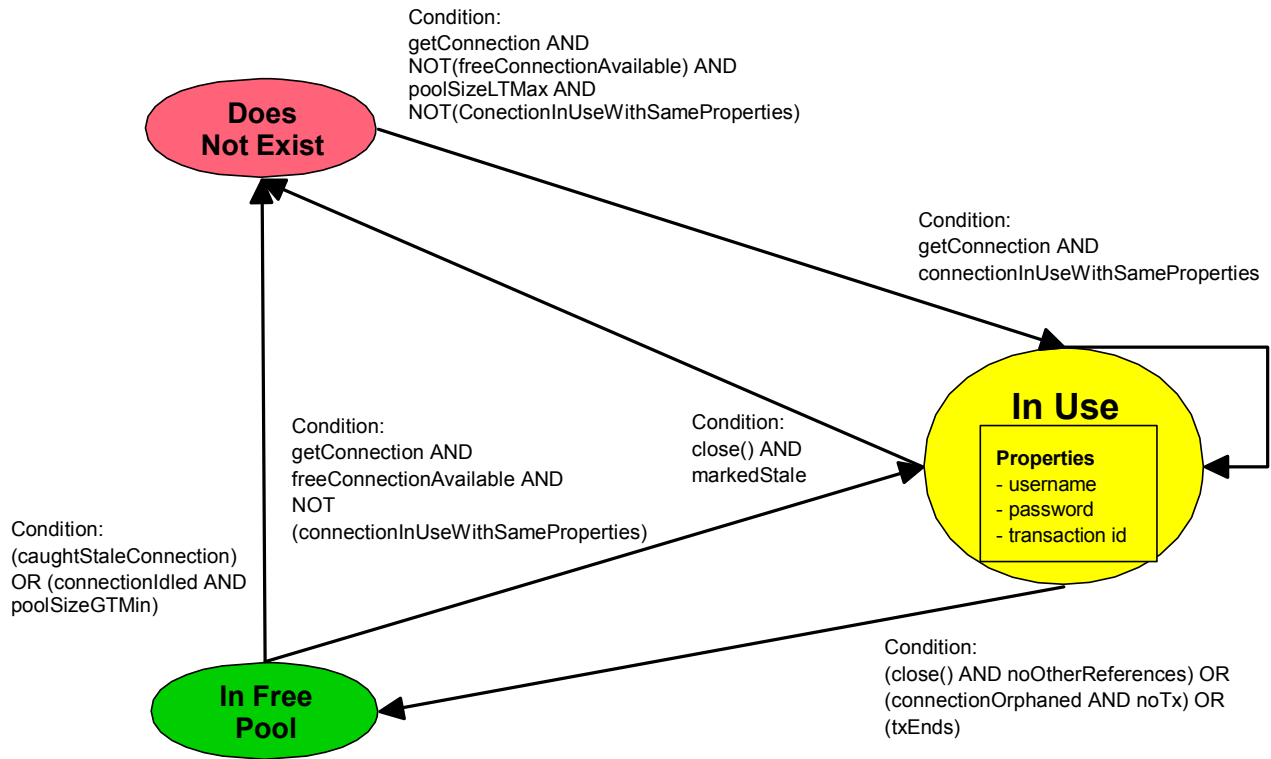 Condition:
getConnection AND
NOT(freeConnectionAvailable) AND
poolSizeLTMax AND
NOT(ConectionInUseWithSameProperties)
Does
Not Exist
Condition:
getConnection AND
connectionInUseWithSameProperties
In Use
Properties
- username
- password
- transaction id
Condition:
getConnection AND
freeConnectionAvailable AND
NOT
(connectionInUseWithSameProperties)
Condition:
close() AND
markedStale
Condition:
(caughtStaleConnection)
OR (connectionIdled AND
poolSizeGTMin)
In Free
Pool
Condition:
(close() AND noOtherReferences) OR
(connectionOrphaned AND noTx) OR
(txEnds)